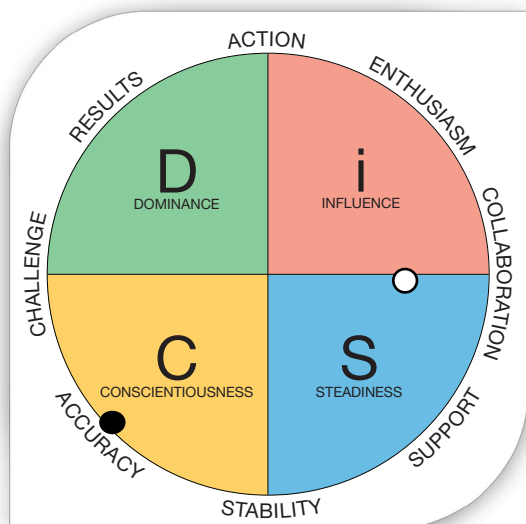 ACTION
ENTHUSIASM
RESULTS
D
DOMINANCE
i
INFLUENCE
COLLABORATION
CHALLENGE
C
CONSCIENTIOUSNESS
S
STEADINESS
ACCURACY
SUPPORT
STABILITY